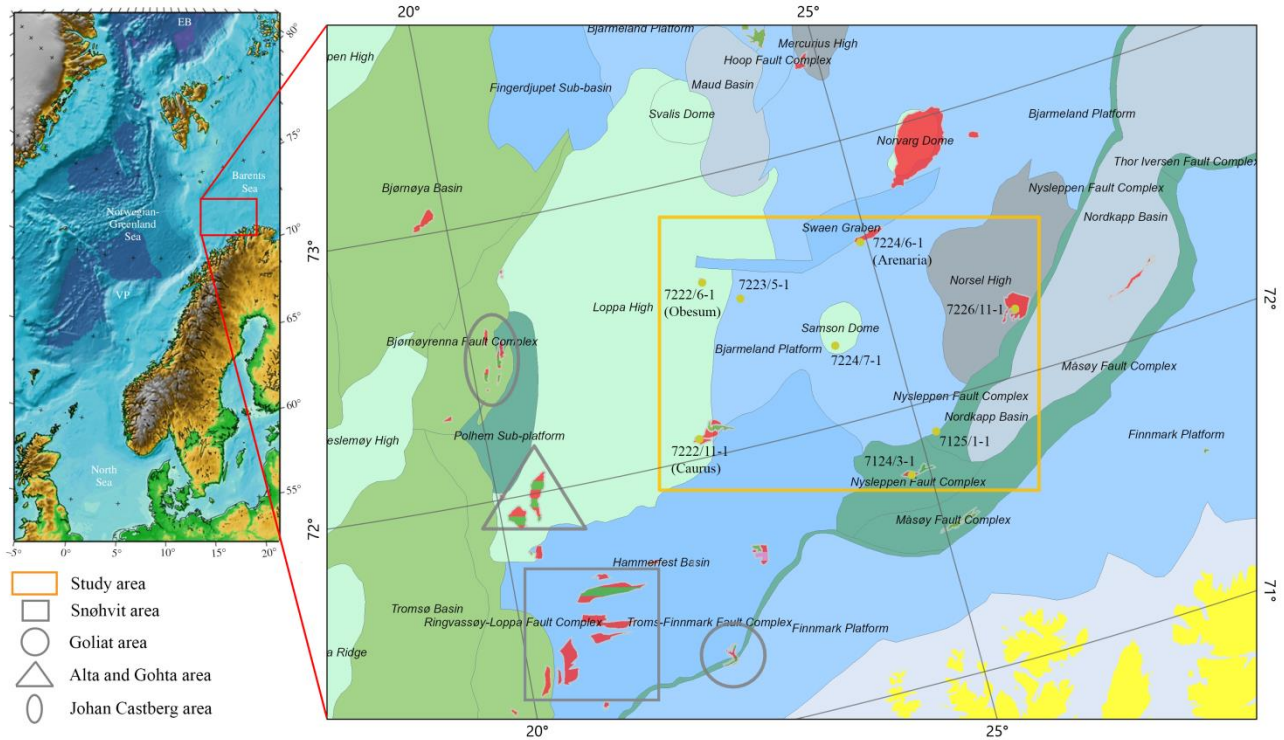 EB
80°
75°
Barents
Sea
Norwegian-
Greenland
Sea
70°
VP
65°
60°
North
Sea
55°
-5°
0°
5°
10°
15°
20°
Study area
Snøhvit area
Goliat area
Alta and Gohta area
Johan Castberg area
20°
25°
Bjarmeland Platform
Mercurius High
pen High
Hoop Fault Complex
Fingerdjupet Sub-basin
Maud Basin
Svalis Dome
Bjarmeland Platform
Norvarg Dome
Thor Iversen Fault Complex
Bjørnøya Basin
Nysleppen Fault Complex
Nordkapp Basin
73°
Swaen Graben
7224/6-1
(Arenaria)
7222/6-1
(Obesum)
7223/5-1
Norsel High
72°
Loppa High
7226/11-1
Samson Dome
Bjørnøyrenna Fault Complex
Bjarmeland Platform
7224/7-1
Måsøy Fault Complex
Nysleppen Fault Complex
Nordkapp Basin
eslemøy High
Polhem Sub-platform
7222/11-1
(Caurus)
7125/1-1
Finnmark Platform
7124/3-1
Nysleppen Fault Complex
72°
Måsøy Fault Complex
Hammerfest Basin
71°
Tromsø Basin
Ringvassøy-Loppa Fault Complex
Troms-Finnmark Fault Complex
Finnmark Platform
a Ridge
20°
25°